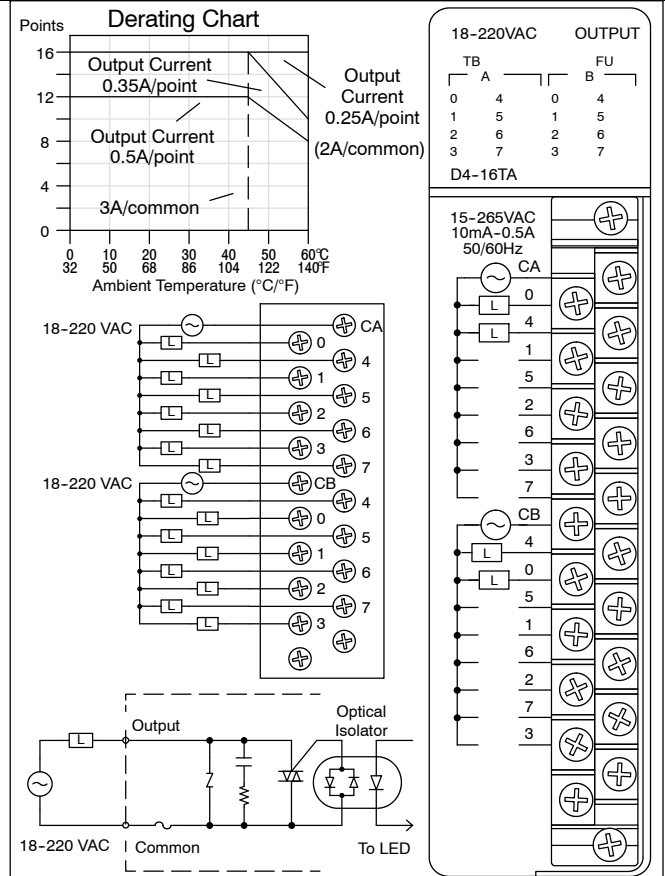 Derating Chart
Points
16
12
8
4
0
Output Current
0.35A/point
Output Current
0.5A/point
3A/common
Output
Current
0.25A/point
(2A/common)
0 10 20 30 40 50 60°C
32 50 68 86 104 122 140°F
Ambient Temperature (°C/°F)
18-220 VAC
CA
L 0
L 4
L 1
L 5
L 2
L 6
L 3
L 7
18-220 VAC
CB
L 4
L 0
L 5
L 1
L 6
L 2
L 7
L 3
L
Output
Optical
Isolator
18-220 VAC
Common
To LED
18-220VAC OUTPUT
TB FU
A B
0 4 0 4
1 5 1 5
2 6 2 6
3 7 3 7
D4-16TA
15-265VAC
10mA-0.5A
50/60Hz
CA
L 0
L 4
1
5
2
6
3
7
CB
L 4
L 0
5
1
6
2
7
3